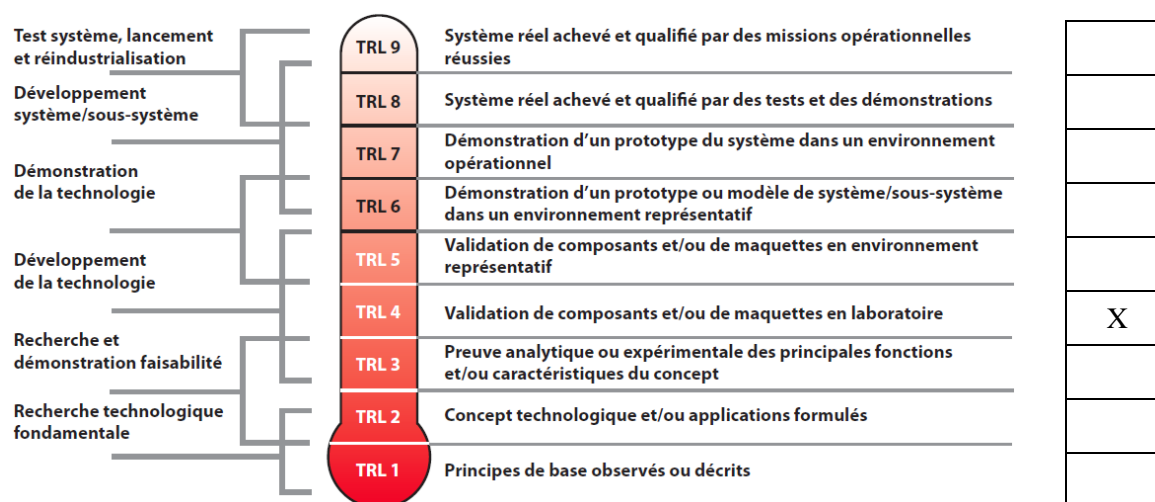 Test système, lancement
et réindustrialisation
TRL 9
Système réel achevé et qualifié par des missions opérationnelles
réussies
Développement
système/sous-système
TRL 8
Système réel achevé et qualifié par des tests et des démonstrations
TRL 7
Démonstration d'un prototype du système dans un environnement
opérationnel
Démonstration
de la technologie
TRL 6
Démonstration d'un prototype ou modèle de système/sous-système
dans un environnement représentatif
Développement
de la technologie
TRL 5
Validation de composants et/ou de maquettes en environnement
représentatif
TRL 4
Validation de composants et/ou de maquettes en laboratoire
X
Recherche et
démonstration faisabilité
TRL 3
Preuve analytique ou expérimentale des principales fonctions
et/ou caractéristiques du concept
Recherche technologique
fondamentale
TRL 2
Concept technologique et/ou applications formulés
TRL 1
Principes de base observés ou décrits